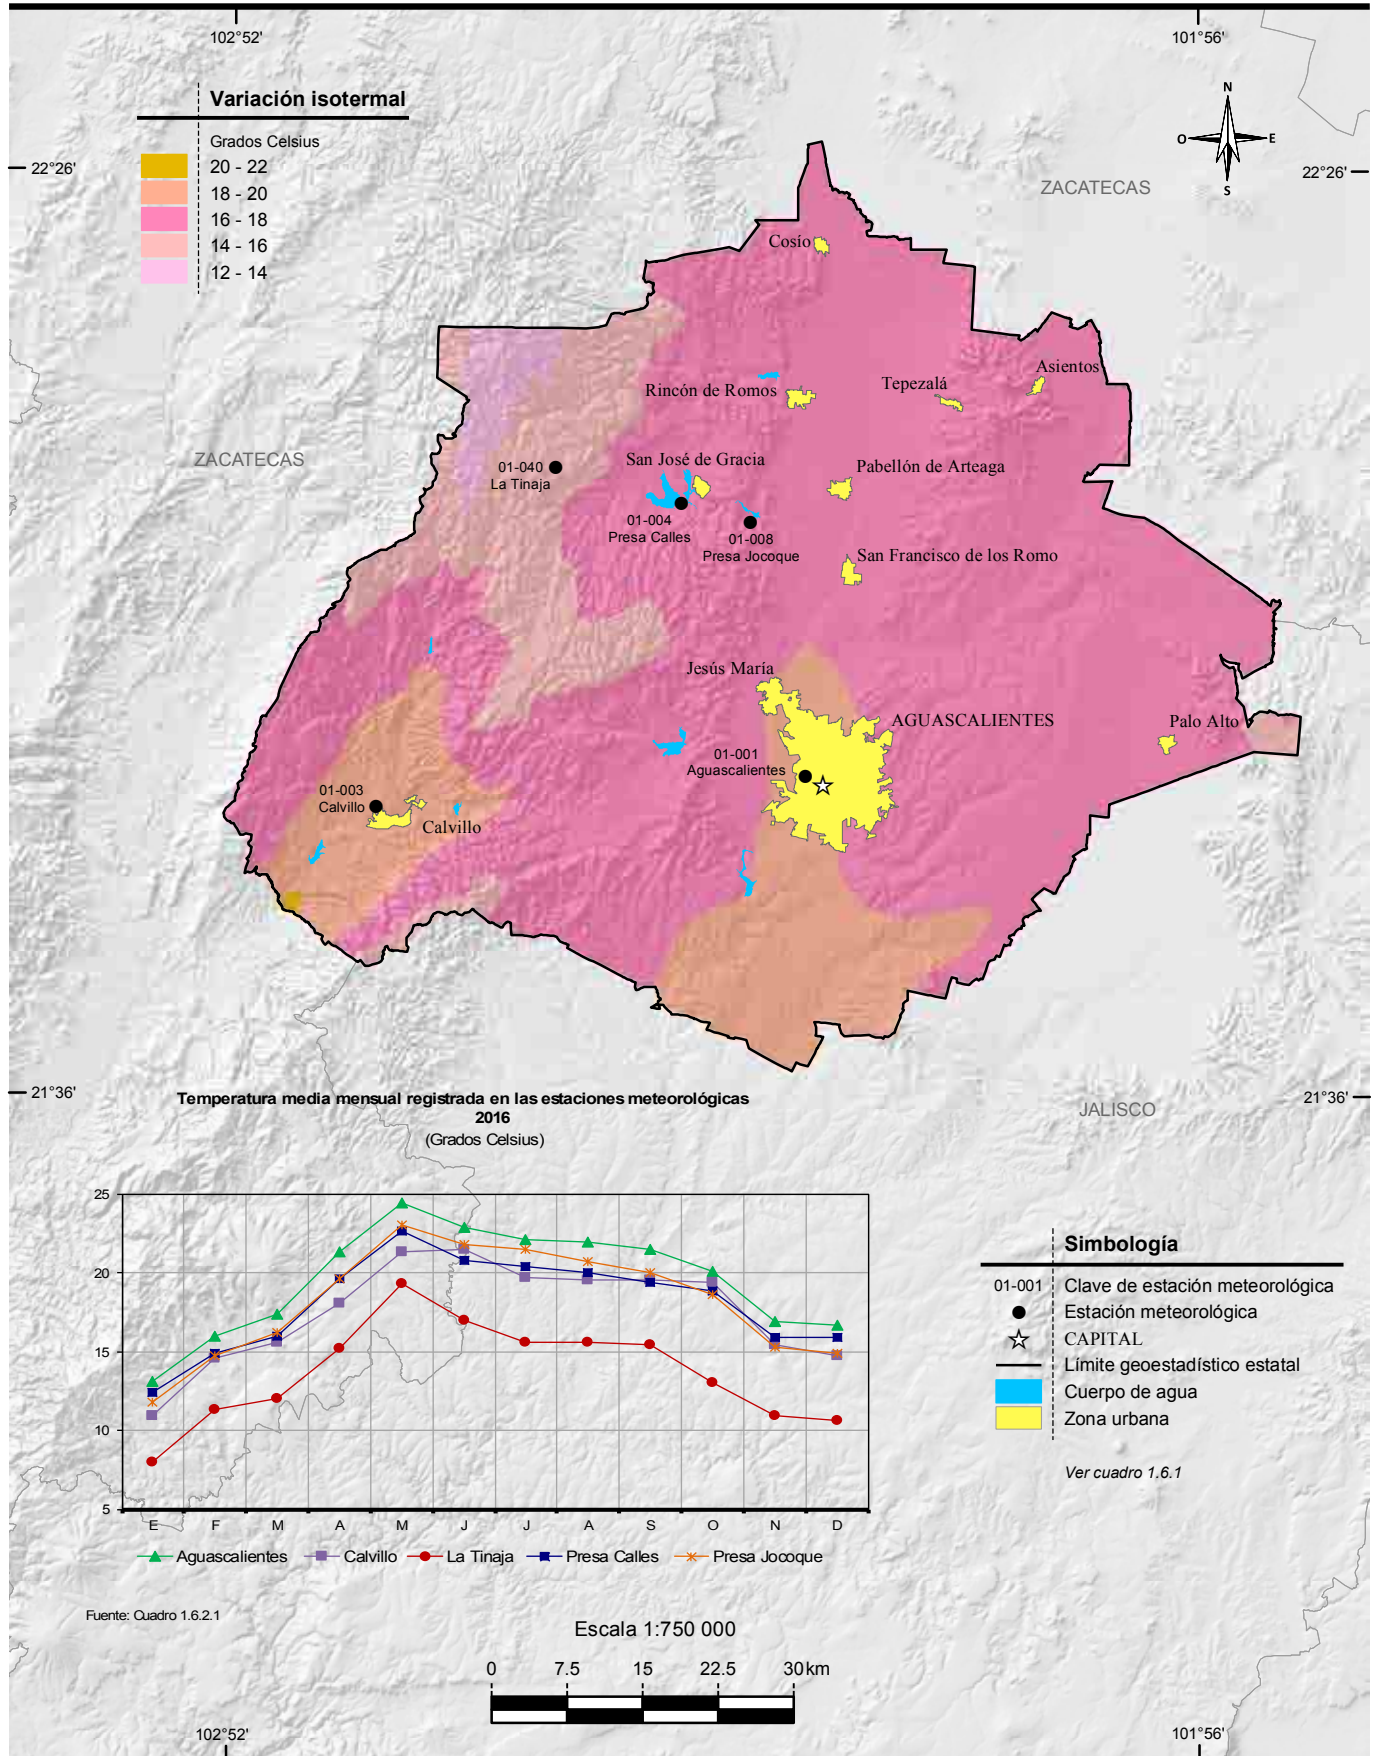 102°52'
101°56'
Variación isotermal
Grados Celsius
20 - 22
18 - 20
16 - 18
14 - 16
12 - 14
N
O
E
S
22°26'
22°26'
ZACATECAS
Cosío
Asientos
Tepezalá
Rincón de Romos
ZACATECAS
01-040
La Tinaja
San José de Gracia
Pabellón de Arteaga
01-004
Presa Calles
01-008
Presa Jocoque
San Francisco de los Romo
Jesús María
AGUASCALIENTES
Palo Alto
01-001
Aguascalientes
01-003
Calvillo
Calvillo
21°36'
21°36'
JALISCO
Temperatura media mensual registrada en las estaciones meteorológicas
2016
(Grados Celsius)
25
20
15
10
5
E F M A M J J A S O N D
Aguascalientes Calvillo La Tinaja Presa Calles Presa Jocoque
Fuente: Cuadro 1.6.2.1
Simbología
01-001 Clave de estación meteorológica
Estación meteorológica
CAPITAL
Límite geoestadístico estatal
Cuerpo de agua
Zona urbana
Ver cuadro 1.6.1
Escala 1:750 000
0 7.5 15 22.5 30 km
102°52'
101°56'